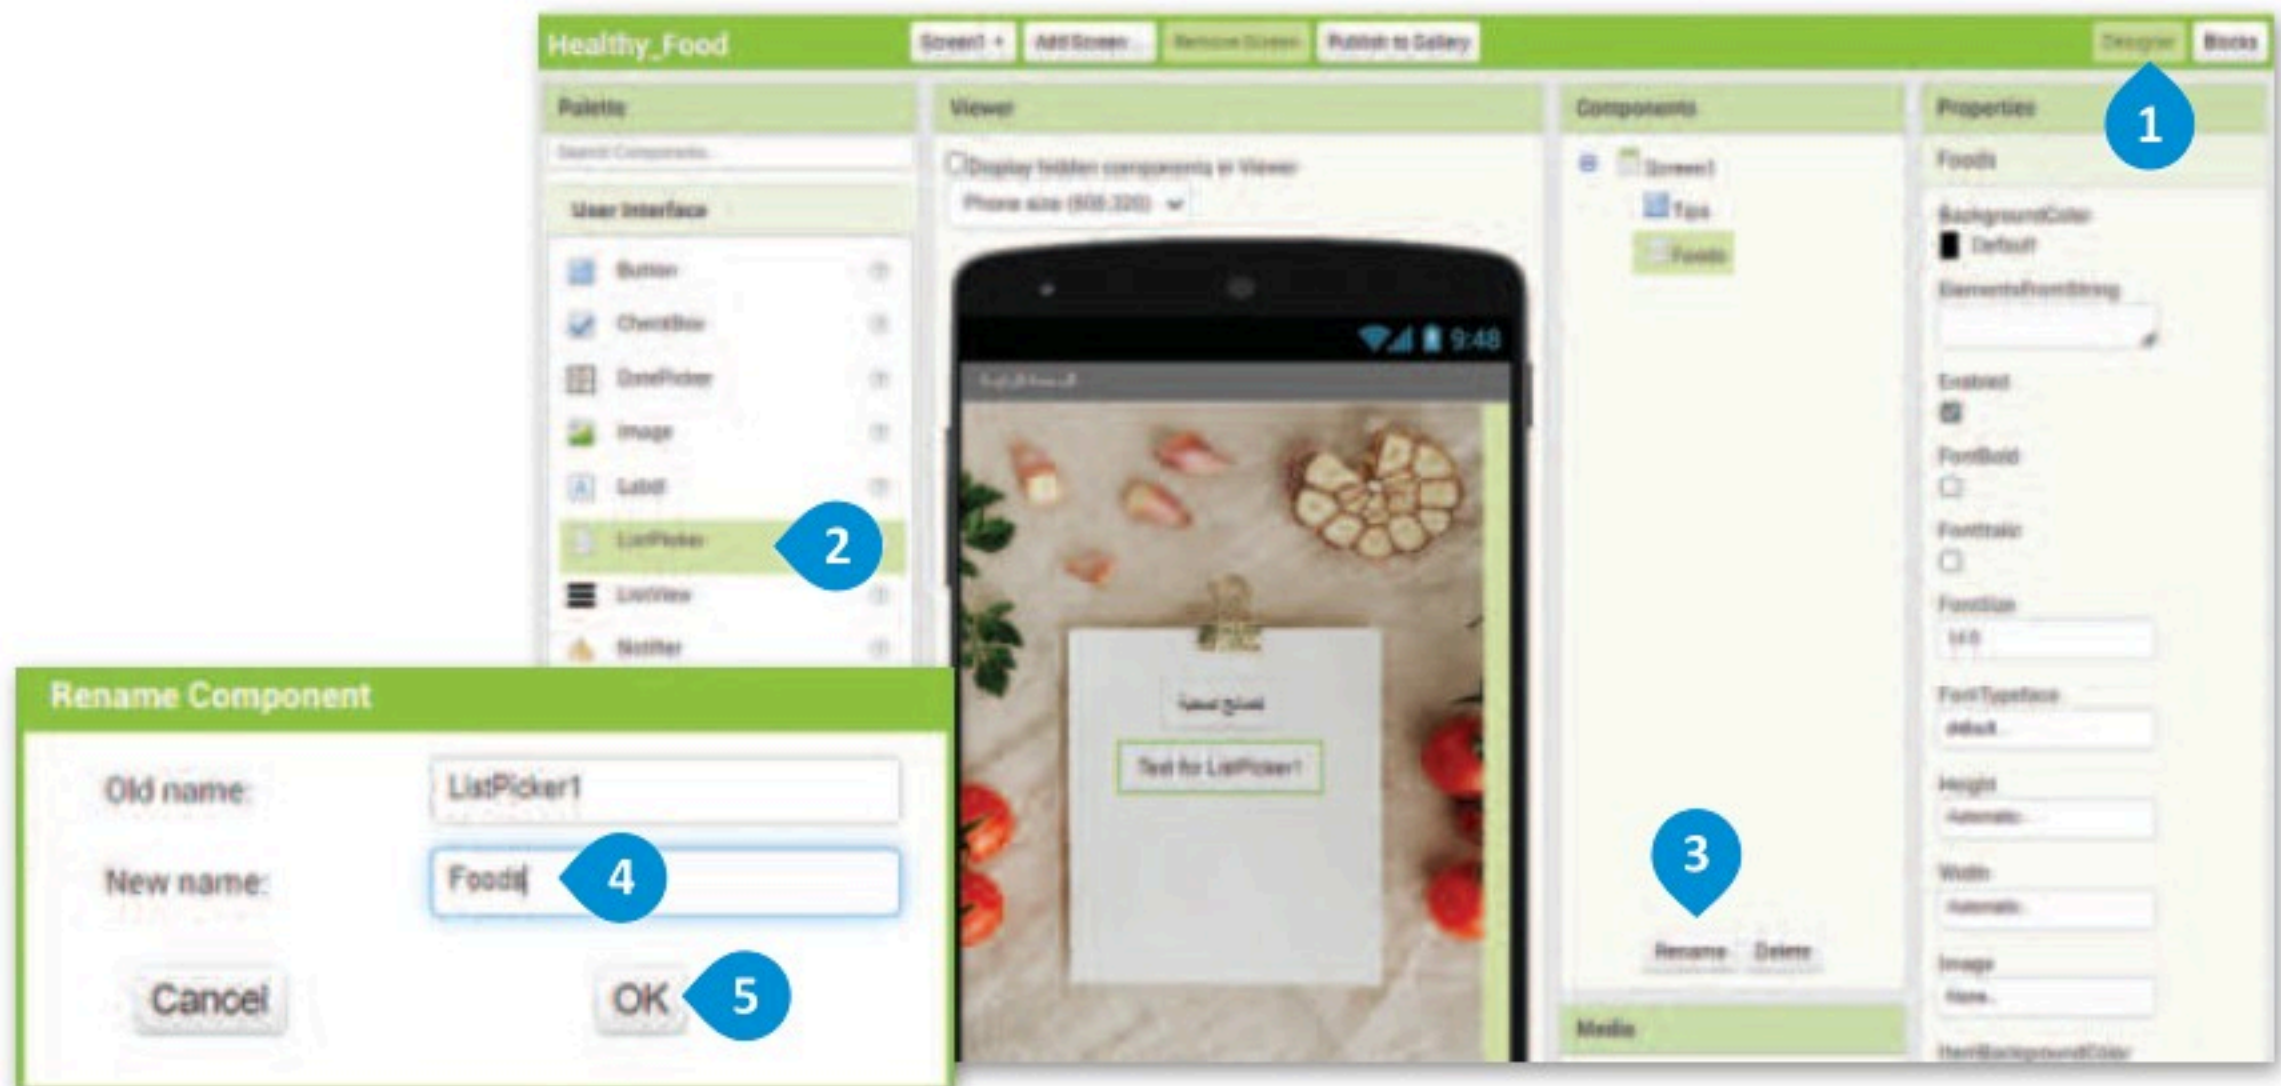 Healthy_Food
Screen1
Add Screen ...
Remove Screen
Publish to Gallery
Designer
Blocks
1
Palette
Search Components...
User Interface
Button
CheckBox
DatePicker
Image
Label
ListPicker
2
ListView
Notifier
Viewer
Display hidden components in Viewer
Phone size (505,320)
9:48
نصائح صحية
Text for ListPicker1
Components
Screen1
Tips
Foods
3
Rename
Delete
Media
Properties
Foods
BackgroundColor
Default
ElementsFromString
Enabled
FontBold
FontItalic
FontSize
14.0
FontTypeface
default...
Height
Automatic...
Width
Automatic...
Image
None...
ItemBackgroundColor
Rename Component
Old name:
ListPicker1
New name:
Foods
4
Cancel
OK
5